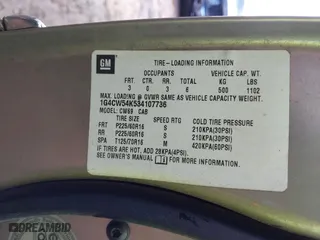 GM
TIRE-LOADING INFORMATION
OCCUPANTS VEHICLE CAP. WT.
FRT CTR RR TOTAL KG LBS
3 0 3 6 500 1102
MAX. LOADING @ GVWR SAME AS VEHICLE CAPACITY WEIGHT
1G4CW54K534107736
MODEL: CW69 CAB
TIRE SIZE SPEED RTG COLD TIRE PRESSURE
FRT P225/60R16 S 210KPA(30PSI)
RR P225/60R16 S 210KPA(30PSI)
SPA T125/70R16 M 420KPA(60PSI)
IF TIRES ARE HOT, ADD 28KPA(4PSI).
SEE OWNER'S MANUAL FOR MORE INFORMATION
REAMBID